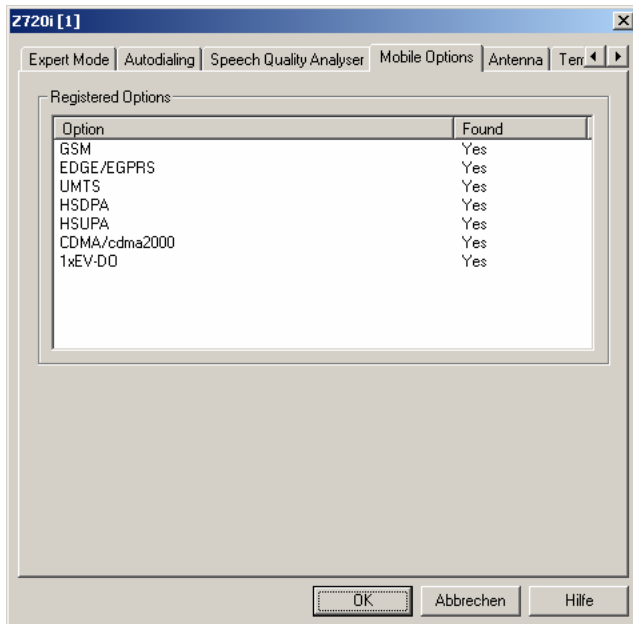 Z720i [1]
Expert Mode Autodialing Speech Quality Analyser Mobile Options Antenna
Registered Options
Option Found
GSM Yes
EDGE/EGPRS Yes
UMTS Yes
HSDPA Yes
HSUPA Yes
CDMA/cdma2000 Yes
1xEV-DO Yes
OK Abbrechen Hilfe